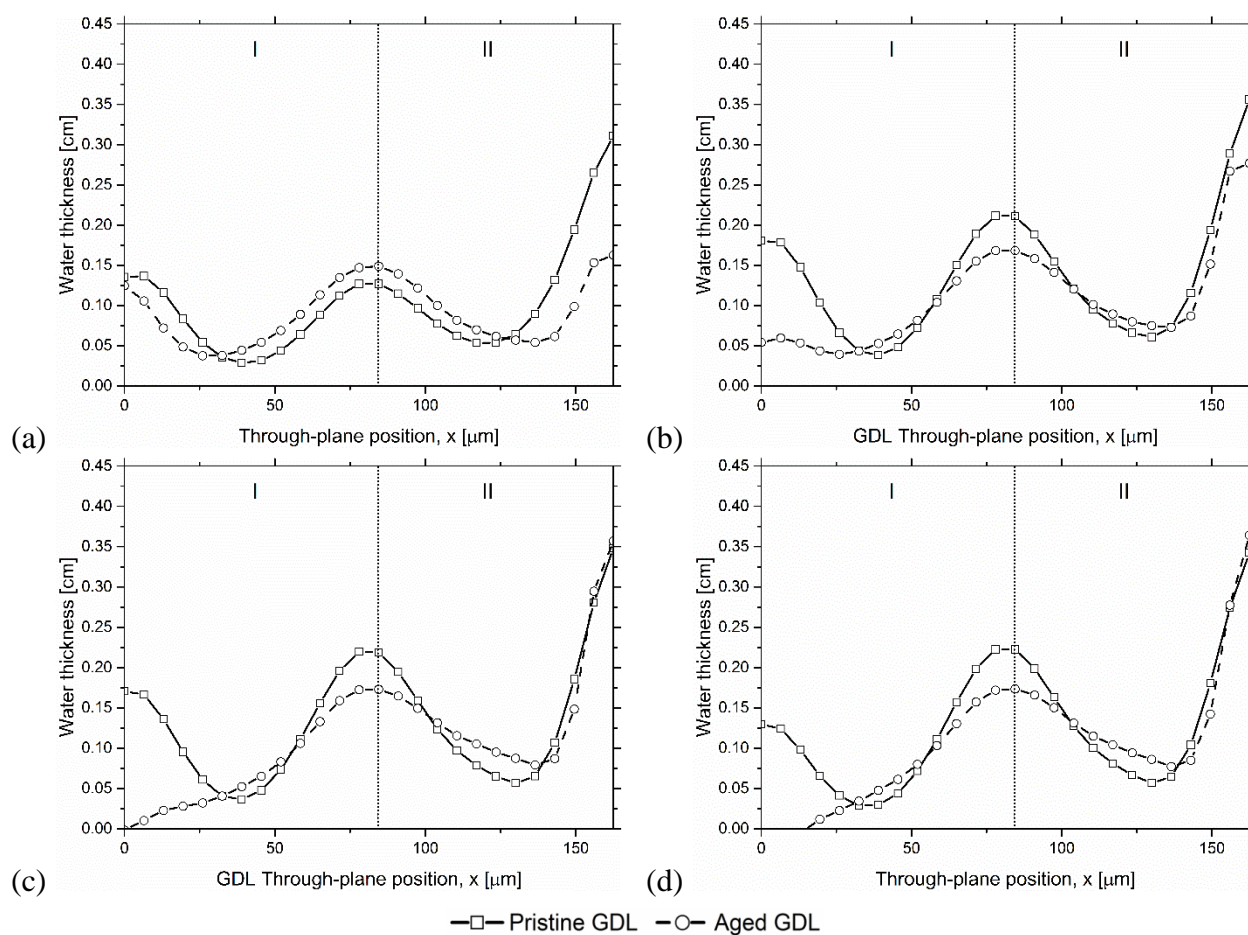 0.45
0.40
0.35
0.30
0.25
0.20
0.15
0.10
0.05
0.00
Water thickness [cm]
I
II
0
50
100
150
(a)
Through-plane position, x [μm]
0.45
0.40
0.35
0.30
0.25
0.20
0.15
0.10
0.05
0.00
Water thickness [cm]
I
II
0
50
100
150
(b)
GDL Through-plane position, x [μm]
0.45
0.40
0.35
0.30
0.25
0.20
0.15
0.10
0.05
0.00
Water thickness [cm]
I
II
0
50
100
150
(c)
GDL Through-plane position, x [μm]
0.45
0.40
0.35
0.30
0.25
0.20
0.15
0.10
0.05
0.00
Water thickness [cm]
I
II
0
50
100
150
(d)
Through-plane position, x [μm]
Pristine GDL
Aged GDL